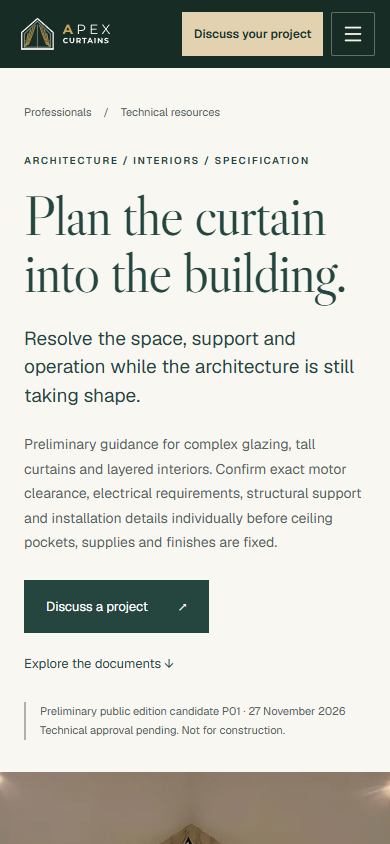 APEX
CURTAINS
Discuss your project
Professionals / Technical resources
ARCHITECTURE / INTERIORS / SPECIFICATION
Plan the curtain
into the building.
Resolve the space, support and
operation while the architecture is still
taking shape.
Preliminary guidance for complex glazing, tall
curtains and layered interiors. Confirm exact motor
clearance, electrical requirements, structural support
and installation details individually before ceiling
pockets, supplies and finishes are fixed.
Discuss a project ↗
Explore the documents ↓
Preliminary public edition candidate P01 · 27 November 2026
Technical approval pending. Not for construction.